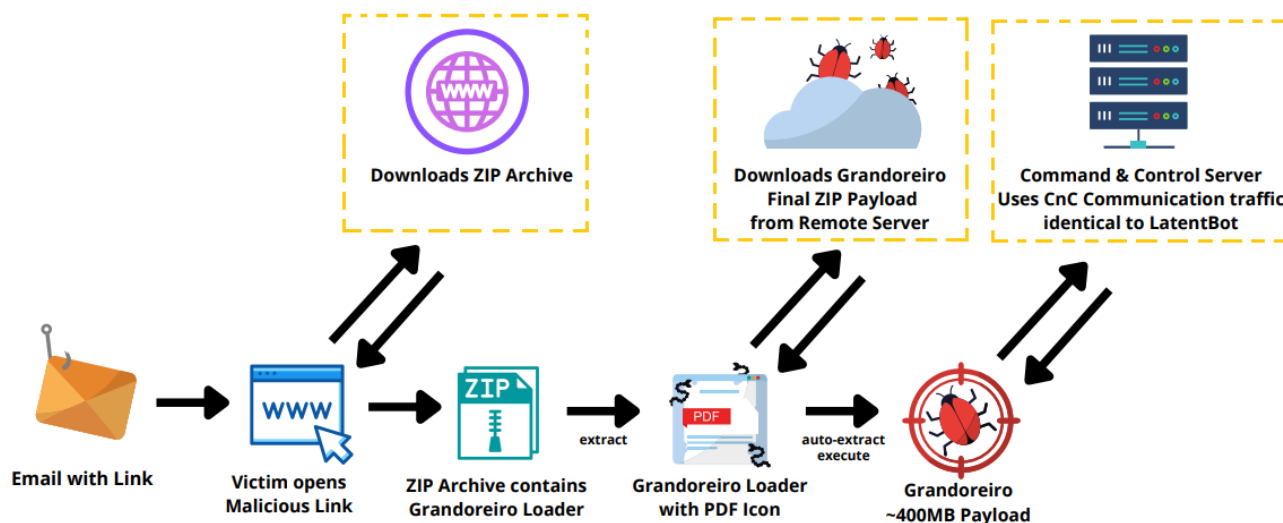 Downloads ZIP Archive
Downloads Grandoreiro
Final ZIP Payload
from Remote Server
Command & Control Server
Uses CnC Communication traffic
identical to LatentBot
WWW
WWW
ZIP
PDF
extract
auto-extract
execute
Email with Link
Victim opens
Malicious Link
ZIP Archive contains
Grandoreiro Loader
Grandoreiro Loader
with PDF Icon
Grandoreiro
~400MB Payload